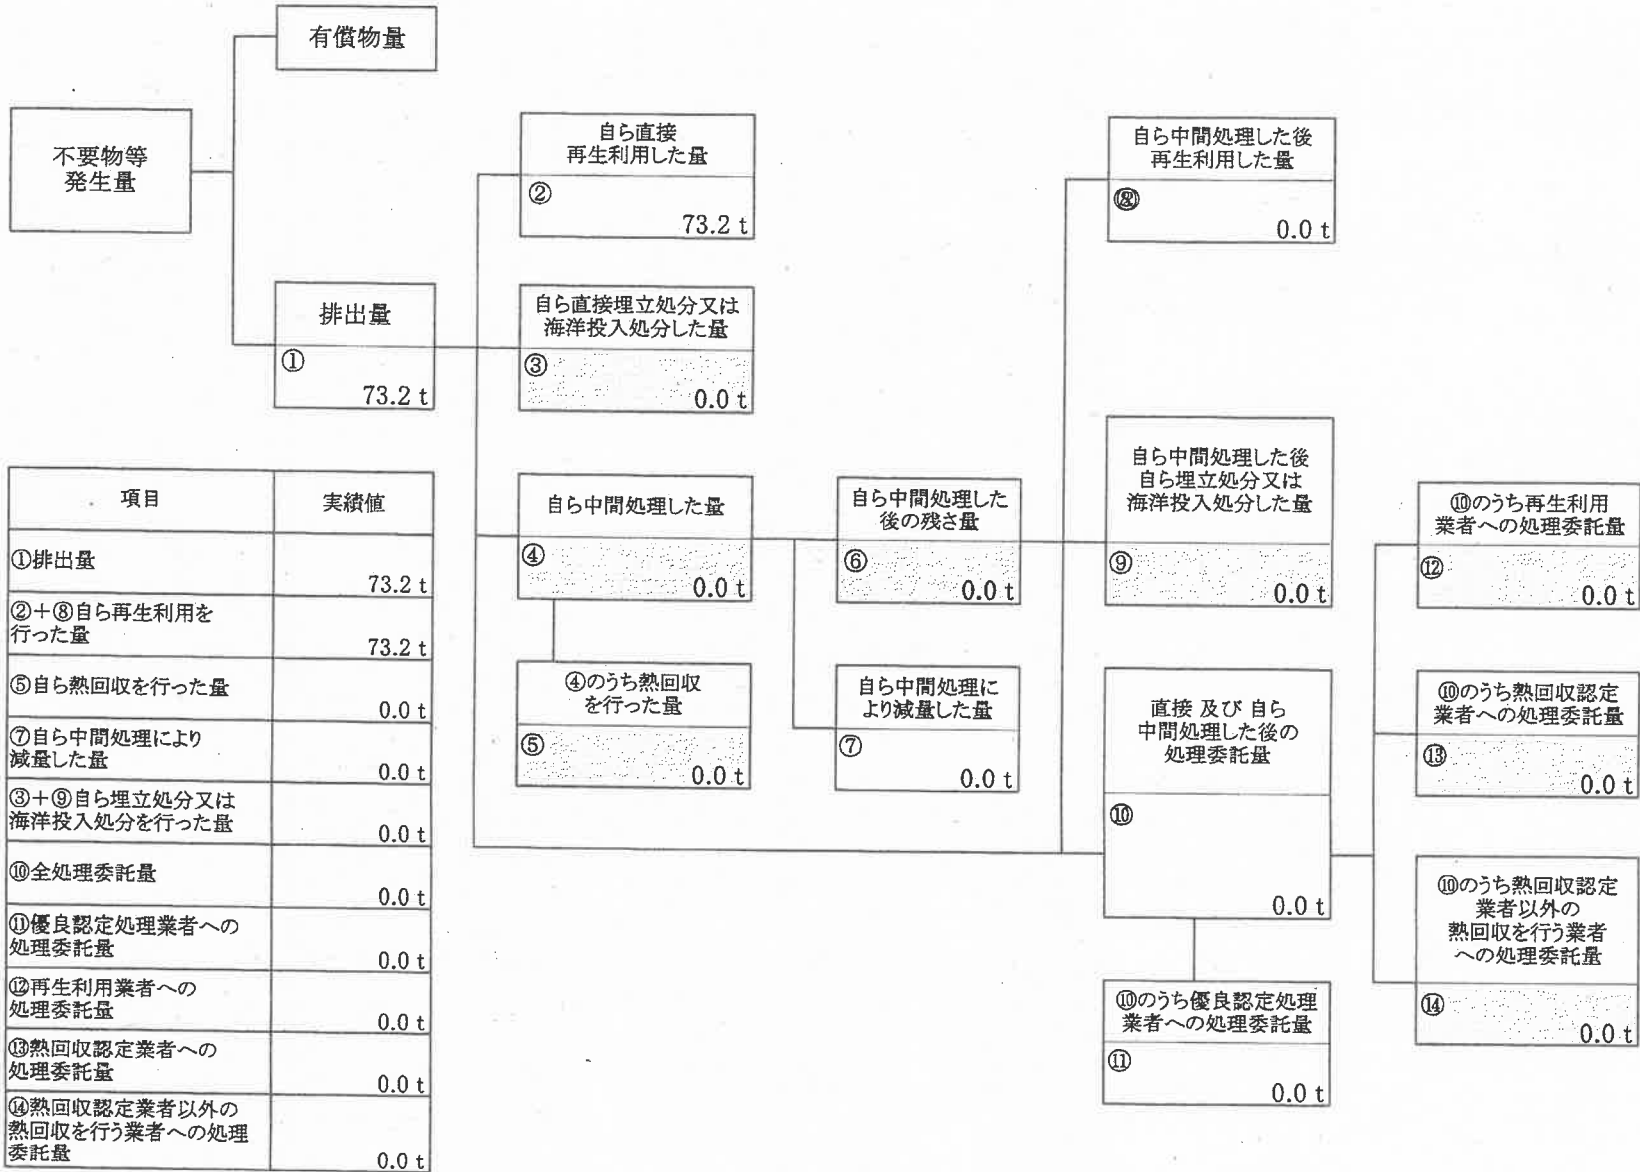 有償物量
不要物等
発生量
排出量
①
73.2 t
自ら直接
再生利用した量
②
73.2 t
自ら直接埋立処分又は
海洋投入処分した量
③
0.0 t
自ら中間処理した量
④
0.0 t
④のうち熱回収
を行った量
⑤
0.0 t
自ら中間処理した
後の残さ量
⑥
0.0 t
自ら中間処理に
より減量した量
⑦
0.0 t
自ら中間処理した後
再生利用した量
0.0 t
自ら中間処理した後
自ら埋立処分又は
海洋投入処分した量
⑨
0.0 t
直接 及び 自ら
中間処理した後の
処理委託量
⑩
0.0 t
⑩のうち優良認定処理
業者への処理委託量
⑪
0.0 t
⑩のうち再生利用
業者への処理委託量
⑫
0.0 t
⑩のうち熱回収認定
業者への処理委託量
⑬
0.0 t
⑩のうち熱回収認定
業者以外の
熱回収を行う業者
への処理委託量
⑭
0.0 t
項目 実績値
①排出量
73.2 t
②＋⑧自ら再生利用を
行った量
73.2 t
⑤自ら熱回収を行った量
0.0 t
⑦自ら中間処理により
減量した量
0.0 t
③＋⑨自ら埋立処分又は
海洋投入処分を行った量
0.0 t
⑩全処理委託量
0.0 t
⑪優良認定処理業者への
処理委託量
0.0 t
⑫再生利用業者への
処理委託量
0.0 t
⑬熱回収認定業者への
処理委託量
0.0 t
⑭熱回収認定業者以外の
熱回収を行う業者への処理
委託量
0.0 t